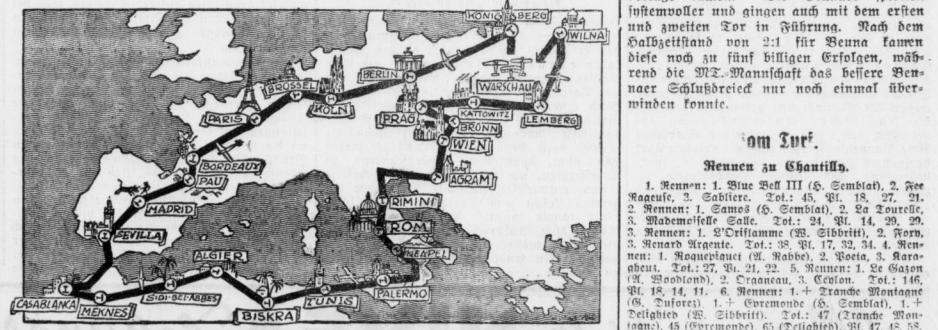 KÖNIGSBERG
WILNA
BERLIN
BRÜSSEL
KÖLN
WARSCHAU
PARIS
PRAG
KATTOWITZ
LEMBERG
BRÜNN
WIEN
BORDEAUX
PAU
AGRAM
MADRID
RIMINI
SEVILLA
ROM
ALGIER
NEAPEL
CASABLANCA
MEKNES
SIDI-BEL-ABBES
BISKRA
TUNIS
PALERMO
systemvoller und gingen auch mit dem ersten
und zweiten Tor in Führung. Nach dem
Halbzeitstand von 2:1 für Beuna kamen
diese noch zu fünf billigen Erfolgen, wäh-
rend die MT.-Mannschaft das bessere Beu-
naer Schlußdreieck nur noch einmal über-
winden konnte.
om Turf.
Rennen zu Chantilly.
1. Rennen: 1. Blue Bell III (H. Semblat), 2. Fee
Rageuse, 3. Sabliere. Tot.: 45, Pl. 18, 27, 21.
2. Rennen: 1. Samos (H. Semblat), 2. La Tourelle,
3. Mademoiselle Salle. Tot.: 24, Pl. 14, 29, 29.
3. Rennen: 1. L'Oriflamme (W. Sibbritt), 2. Fory,
3. Renard Argente. Tot.: 38, Pl. 17, 32, 34. 4. Ren-
nen: 1. Roquepiquet (A. Rabbe), 2. Poeta, 3. Kara-
gheus. Tot.: 27, Pl. 21, 22. 5. Rennen: 1. Le Gazon
(A. Woodland), 2. Organeau, 3. Ceylon. Tot.: 146,
Pl. 18, 14, 11. 6. Rennen: 1.+ Tranche Montagne
(G. Duforez), 1.+ Evremonde (H. Semblat), 1.+
Delighted (W. Sibbritt). Tot.: 47 (Tranche Mon-
tagne), 45 (Evremonde), 65 (Delighted), Pl. 47, 48, 58.